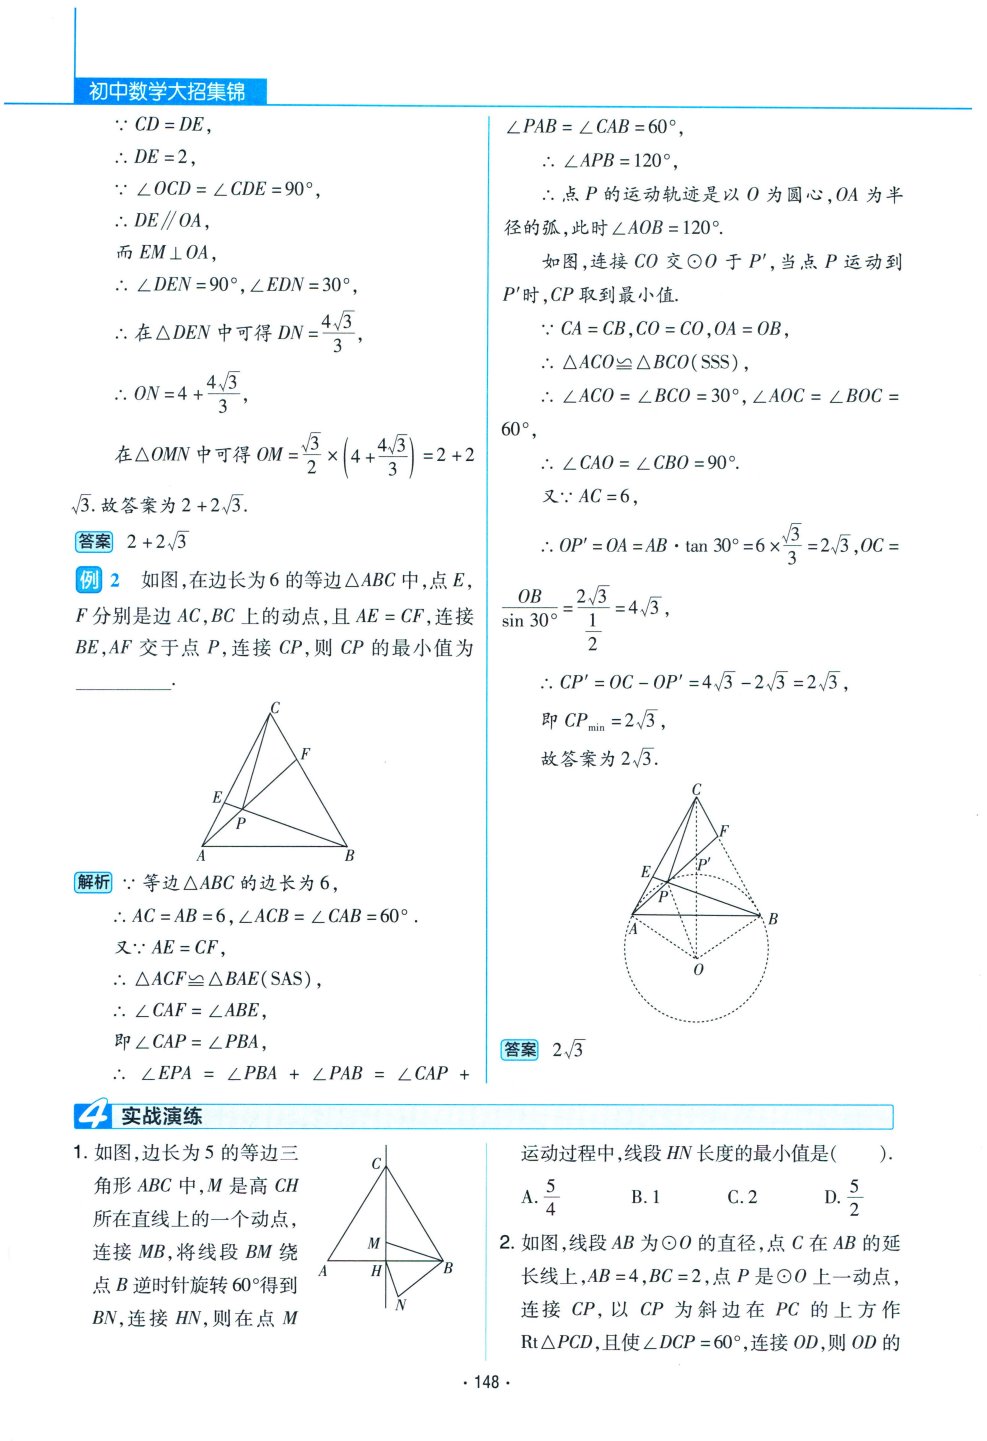 初中数学大招集锦
∵ CD = DE,
∴ DE = 2,
∵ ∠OCD = ∠CDE = 90°,
∴ DE∥OA,
而 EM⊥OA,
∴ ∠DEN = 90°,∠EDN = 30°,
∴ 在△DEN 中可得 DN = 4√3/3,
∴ ON = 4 + 4√3/3,
在△OMN 中可得 OM = √3/2 × (4 + 4√3/3) = 2 + 2
√3. 故答案为 2 + 2√3.
答案 2 + 2√3
例 2 如图,在边长为 6 的等边△ABC 中,点 E,
F 分别是边 AC,BC 上的动点,且 AE = CF,连接
BE,AF 交于点 P,连接 CP,则 CP 的最小值为
________.
C
F
E
P
A
B
解析 ∵ 等边△ABC 的边长为 6,
∴ AC = AB = 6,∠ACB = ∠CAB = 60°.
又∵ AE = CF,
∴ △ACF≌△BAE(SAS),
∴ ∠CAF = ∠ABE,
即∠CAP = ∠PBA,
∴ ∠EPA = ∠PBA + ∠PAB = ∠CAP +
∠PAB = ∠CAB = 60°,
∴ ∠APB = 120°,
∴ 点 P 的运动轨迹是以 O 为圆心,OA 为半
径的弧,此时∠AOB = 120°.
如图,连接 CO 交⊙O 于 P′,当点 P 运动到
P′时,CP 取到最小值.
∵ CA = CB,CO = CO,OA = OB,
∴ △ACO≌△BCO(SSS),
∴ ∠ACO = ∠BCO = 30°,∠AOC = ∠BOC =
60°,
∴ ∠CAO = ∠CBO = 90°.
又∵ AC = 6,
∴ OP′ = OA = AB · tan 30° = 6 × √3/3 = 2√3,OC =
OB/sin 30° = 2√3/(1/2) = 4√3,
∴ CP′ = OC − OP′ = 4√3 − 2√3 = 2√3,
即 CPmin = 2√3,
故答案为 2√3.
C
F
E
P′
P
A
B
O
答案 2√3
4 实战演练
1. 如图,边长为 5 的等边三
角形 ABC 中,M 是高 CH
所在直线上的一个动点,
连接 MB,将线段 BM 绕
点 B 逆时针旋转 60°得到
BN,连接 HN,则在点 M
C
M
A
H
B
N
运动过程中,线段 HN 长度的最小值是(　　).
A. 5/4 B. 1 C. 2 D. 5/2
2. 如图,线段 AB 为⊙O 的直径,点 C 在 AB 的延
长线上,AB = 4,BC = 2,点 P 是⊙O 上一动点,
连接 CP,以 CP 为斜边在 PC 的上方作
Rt△PCD,且使∠DCP = 60°,连接 OD,则 OD 的
· 148 ·